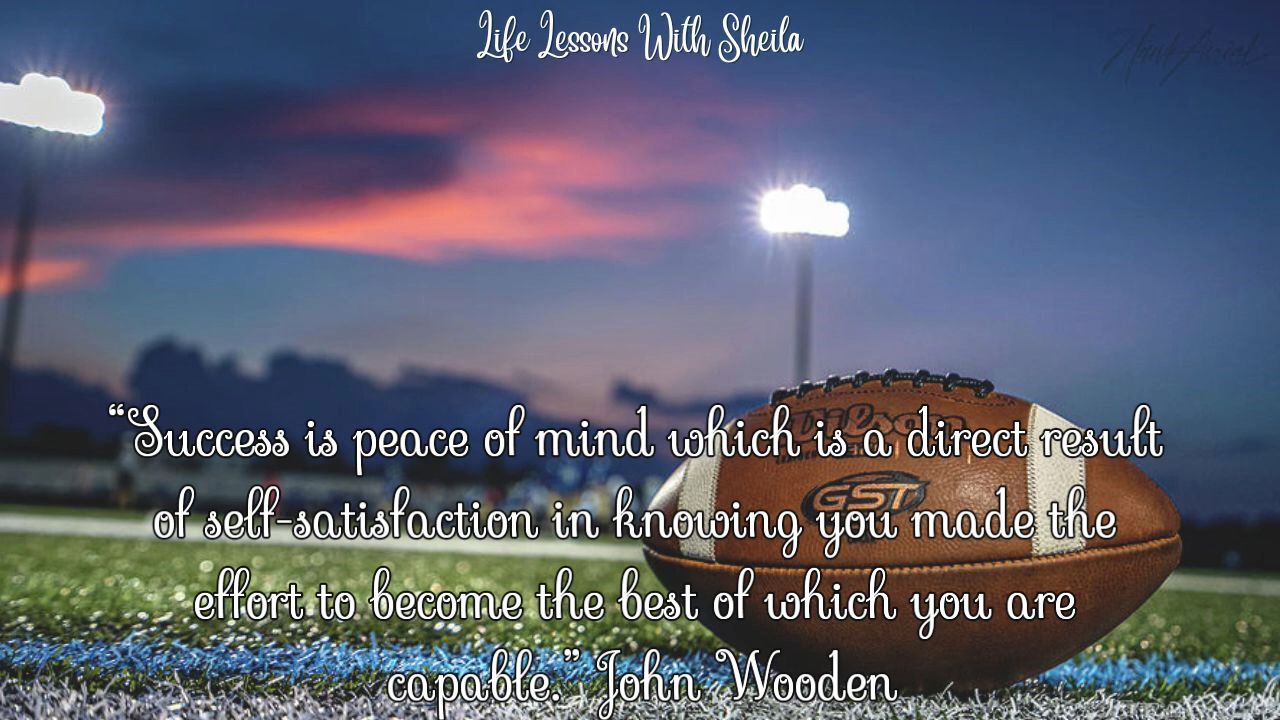 Life Lessons With Sheila
Wilson
GST
“Success is peace of mind which is a direct result
of self-satisfaction in knowing you made the
effort to become the best of which you are
capable.” John Wooden